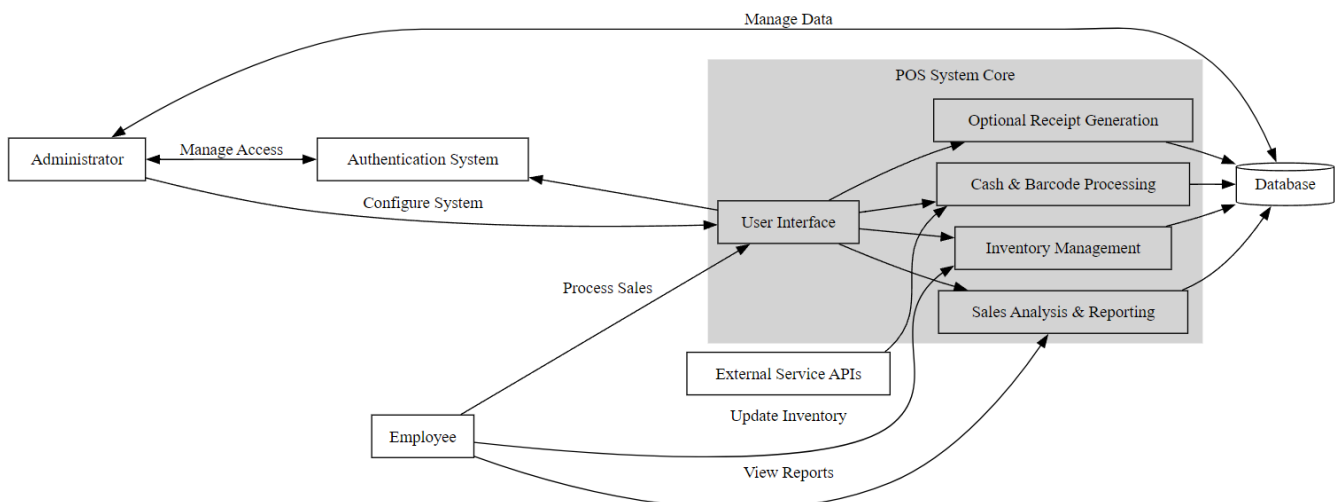 Manage Data
POS System Core
Optional Receipt Generation
Administrator
Manage Access
Authentication System
Cash & Barcode Processing
Database
Configure System
User Interface
Inventory Management
Process Sales
Sales Analysis & Reporting
External Service APIs
Update Inventory
Employee
View Reports